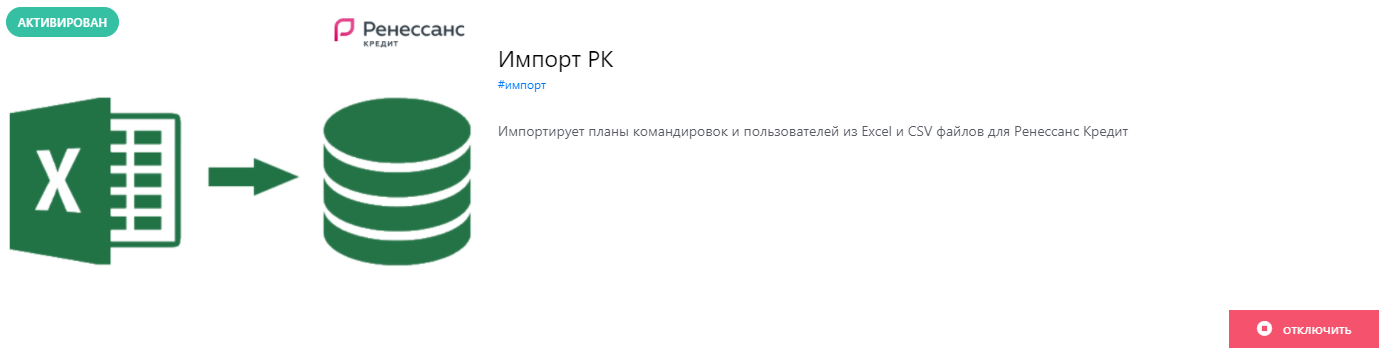 АКТИВИРОВАН
Ренессанс
КРЕДИТ
Импорт РК
#импорт
Импортирует планы командировок и пользователей из Excel и CSV файлов для Ренессанс Кредит
X
ОТКЛЮЧИТЬ